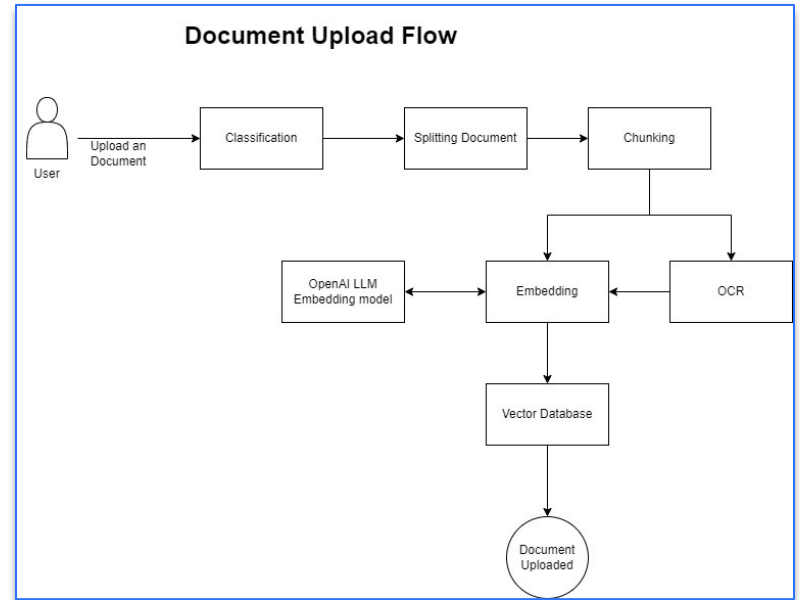 Document Upload Flow
Upload an
Document
User
Classification
Splitting Document
Chunking
OpenAI LLM
Embedding model
Embedding
OCR
Vector Database
Document
Uploaded